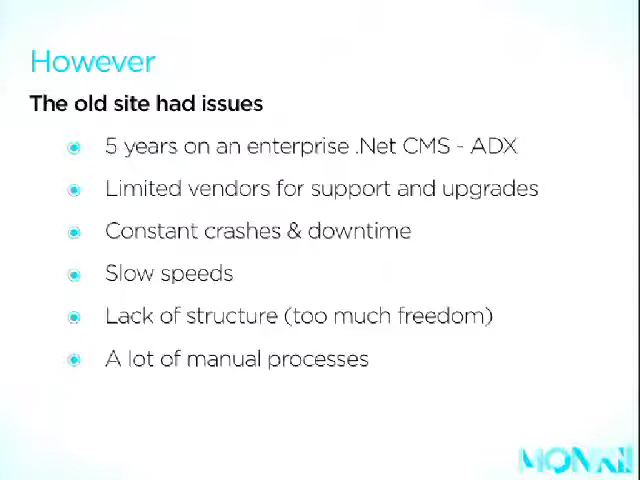 However
The old site had issues
5 years on an enterprise .Net CMS - ADX
Limited vendors for support and upgrades
Constant crashes & downtime
Slow speeds
Lack of structure (too much freedom)
A lot of manual processes